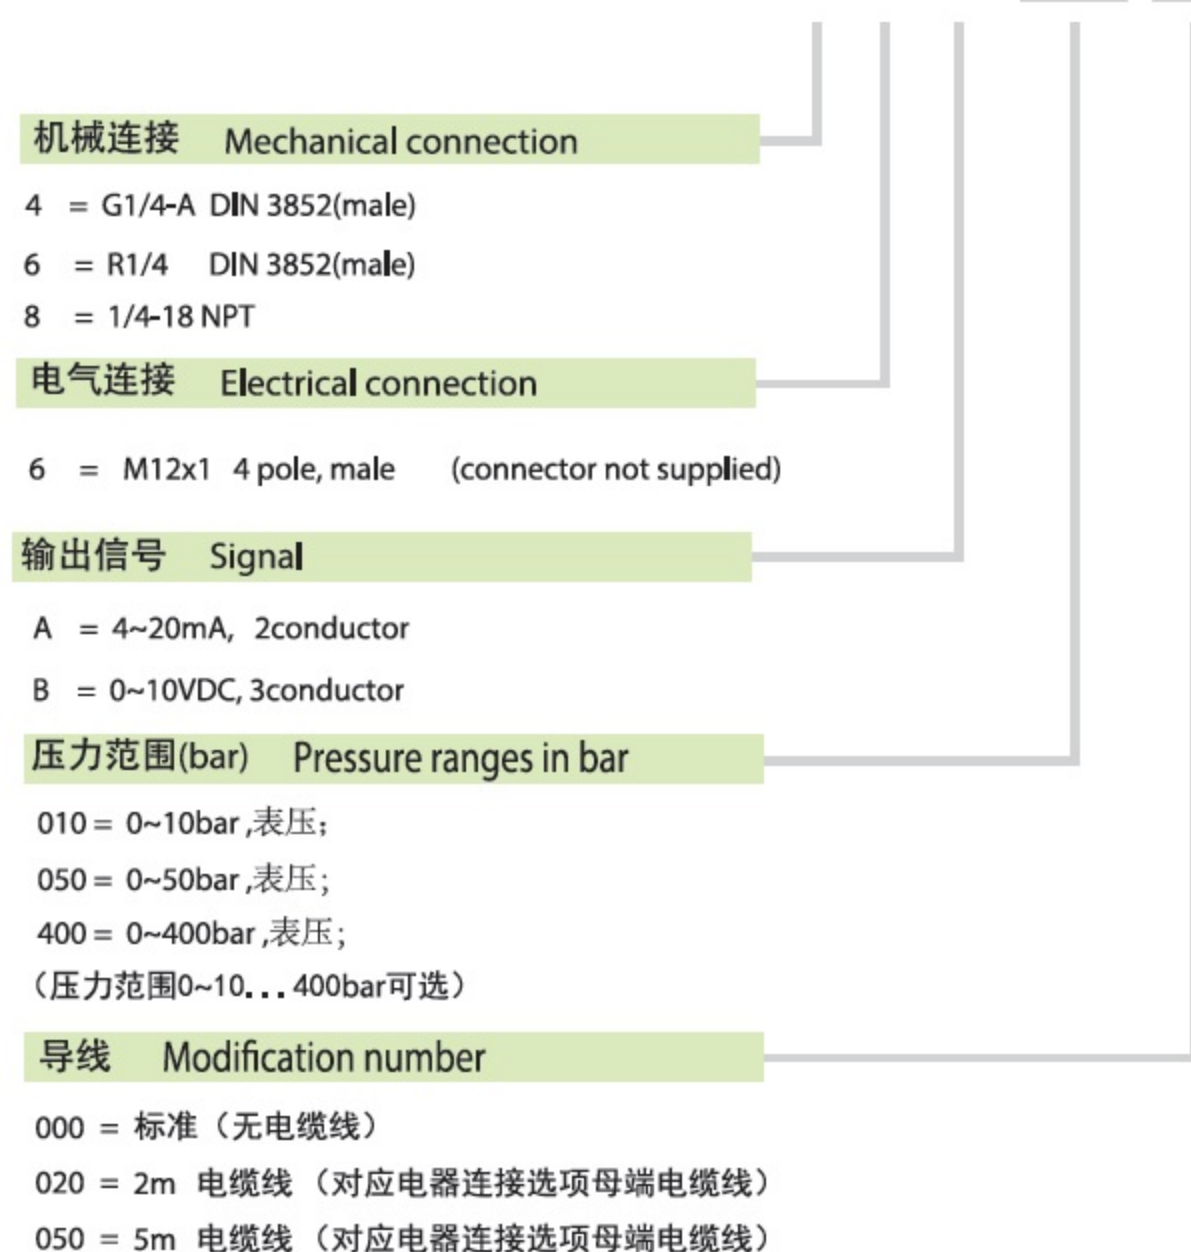 机械连接 Mechanical connection
4 = G1/4-A DIN 3852(male)
6 = R1/4 DIN 3852(male)
8 = 1/4-18 NPT
电气连接 Electrical connection
6 = M12x1 4 pole, male (connector not supplied)
输出信号 Signal
A = 4~20mA, 2conductor
B = 0~10VDC, 3conductor
压力范围(bar) Pressure ranges in bar
010 = 0~10bar ,表压;
050 = 0~50bar ,表压;
400 = 0~400bar ,表压;
（压力范围0~10...400bar可选）
导线 Modification number
000 = 标准（无电缆线）
020 = 2m 电缆线 （对应电器连接选项母端电缆线）
050 = 5m 电缆线 （对应电器连接选项母端电缆线）